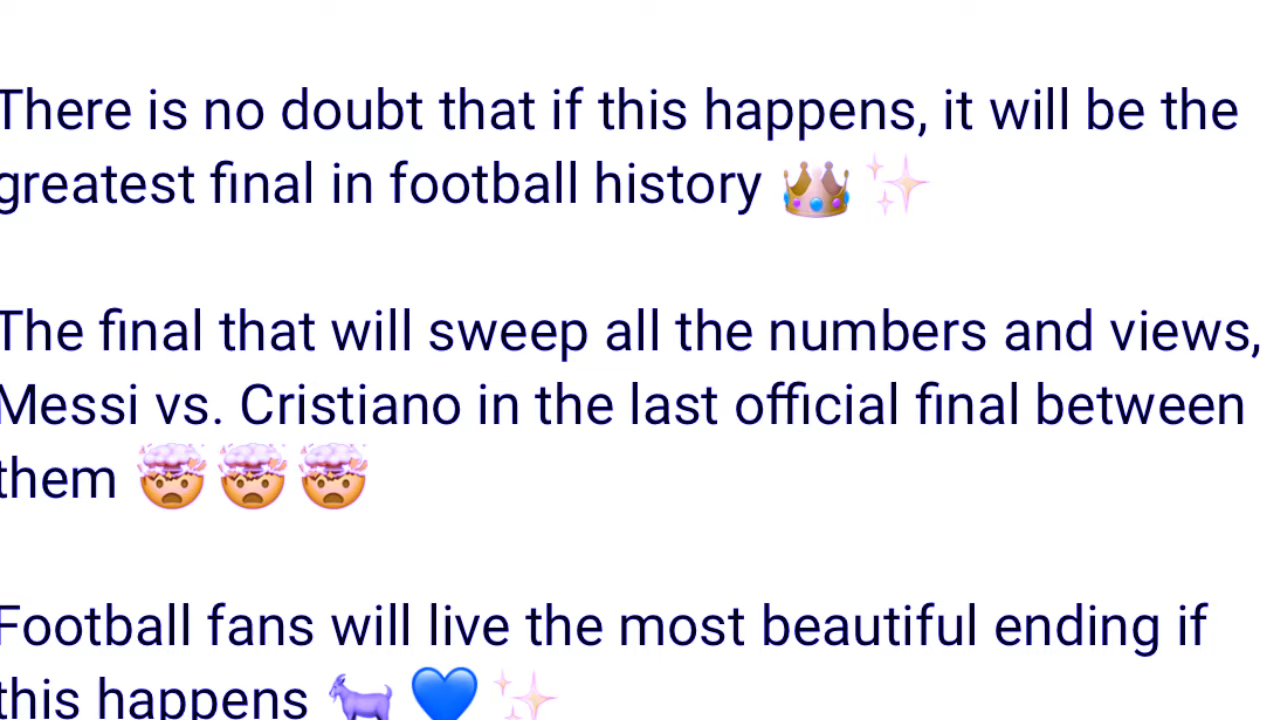 There is no doubt that if this happens, it will be the
greatest final in football history 👑✨
The final that will sweep all the numbers and views,
Messi vs. Cristiano in the last official final between
them 🤯🤯🤯
Football fans will live the most beautiful ending if
this happens 🐐💙✨